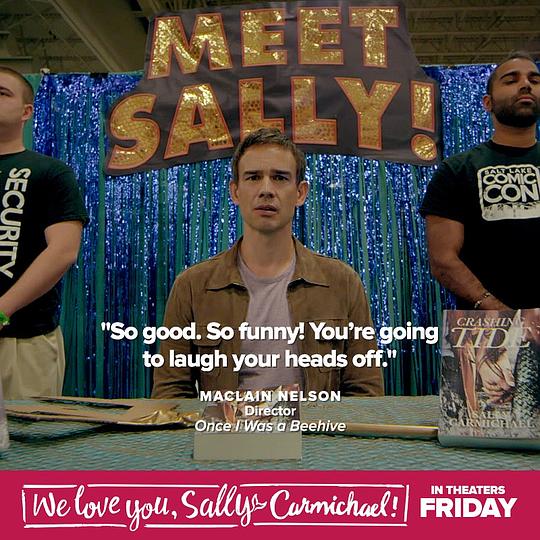 MEET
SALLY!
SECURITY
SALT LAKE
COMIC
CON
"So good. So funny! You're going
to laugh your heads off."
MACLAIN NELSON
Director
Once I Was a Beehive
CRASHING
TIDE
SALLY
CARMICHAEL
We love you, Sally Carmichael!
IN THEATERS
FRIDAY